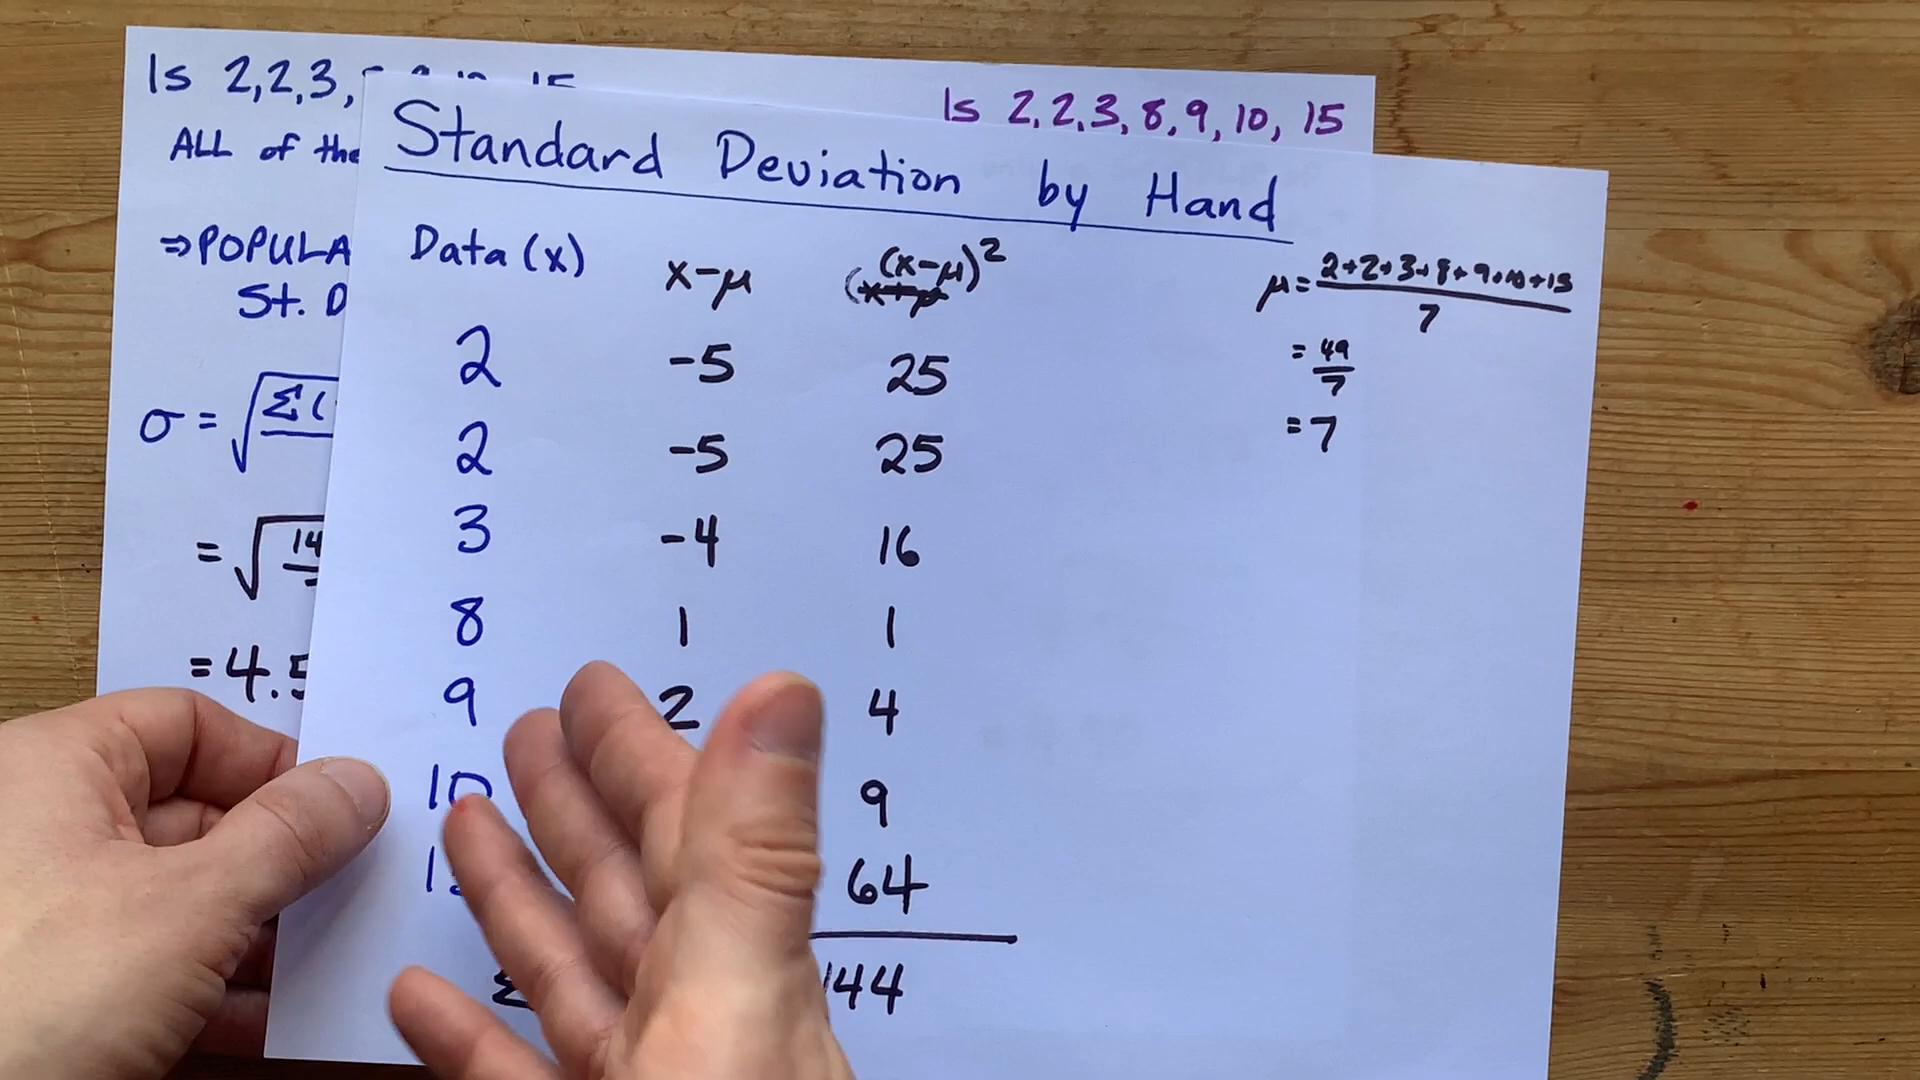 Is 2,2,3,
ALL of the
⇒POPULA
St. D
σ = √Σ(
= √14
= 4.5
Is 2,2,3,8,9,10,15
Standard Deviation by Hand
Data (x) x-μ (x-μ)²
2 -5 25
2 -5 25
3 -4 16
8 1 1
9 2 4
10 9
64
144
μ = 2+2+3+8+9+10+15
7
= 49
7
= 7